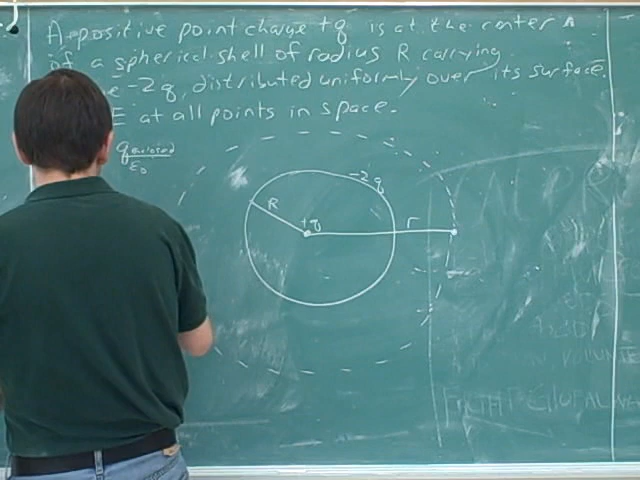 A positive point charge +q is at the center
of a spherical shell of radius R carrying
-2q, distributed uniformly over its surface.
E at all points in space.
q enclosed
ε₀
-2q
R
+q
r